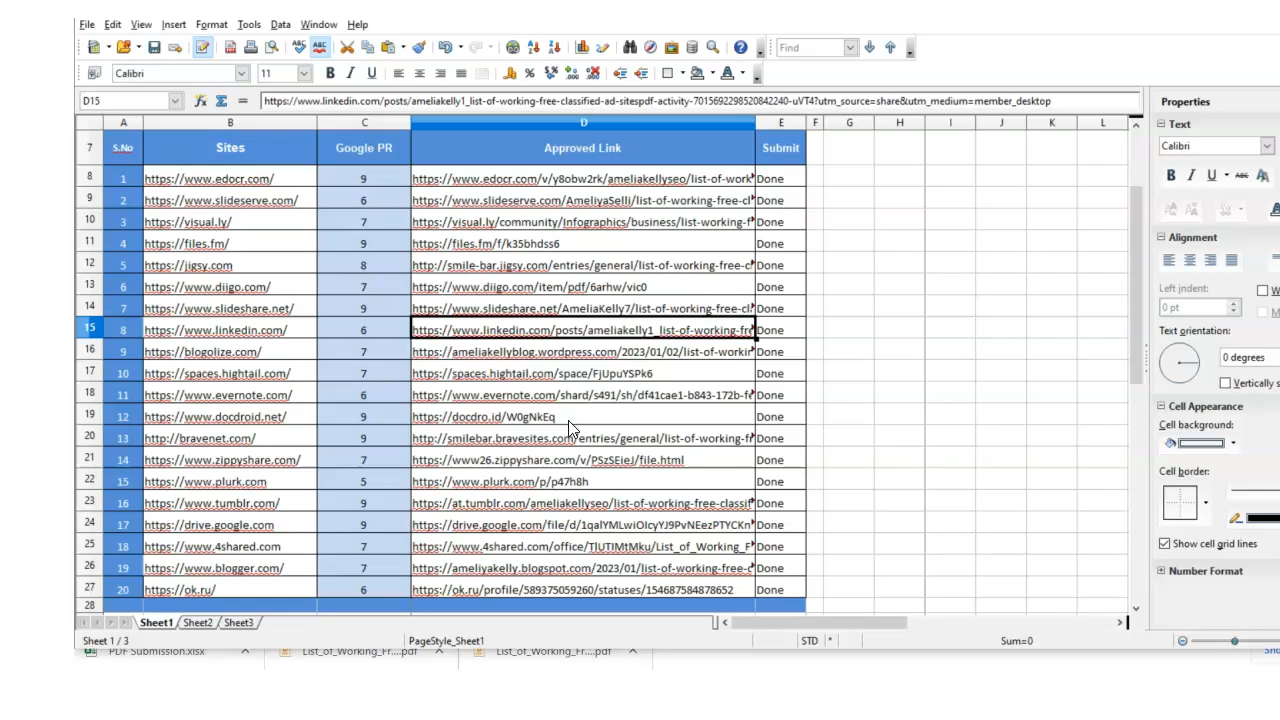 File Edit View Insert Format Tools Data Window Help
Find
Calibri 11 B I U
D15 https://www.linkedin.com/posts/ameliakelly1_list-of-working-free-classified-ad-sitespdf-activity-7015692298520842240-uVT4?utm_source=share&utm_medium=member_desktop
Properties
A B C D E F G H I J K L
Text
7 S.No Sites Google PR Approved Link Submit
Calibri
8 1 https://www.edocr.com/ 9 https://www.edocr.com/v/y8obw2rk/ameliakellyseo/list-of-work Done
9 2 https://www.slideserve.com/ 6 https://www.slideserve.com/AmeliyaSelli/list-of-working-free-cl Done
10 3 https://visual.ly/ 7 https://visual.ly/community/Infographics/business/list-working-f Done
11 4 https://files.fm/ 9 https://files.fm/f/k35bhdss6 Done
Alignment
12 5 https://jigsy.com 8 http://smile-bar.jigsy.com/entries/general/list-of-working-free-c Done
13 6 https://www.diigo.com/ 7 https://www.diigo.com/item/pdf/6arhw/vic0 Done
Left indent:
14 7 https://www.slideshare.net/ 9 https://www.slideshare.net/AmeliaKelly7/list-of-working-free-cl Done
0 pt
15 8 https://www.linkedin.com/ 6 https://www.linkedin.com/posts/ameliakelly1_list-of-working-fre Done
Text orientation:
16 9 https://blogolize.com/ 7 https://ameliakellyblog.wordpress.com/2023/01/02/list-of-workin Done
0 degrees
17 10 https://spaces.hightail.com/ 7 https://spaces.hightail.com/space/FjUpuYSPk6 Done
Vertically s
18 11 https://www.evernote.com/ 6 https://www.evernote.com/shard/s491/sh/df41cae1-b843-172b-f Done
Cell Appearance
19 12 https://www.docdroid.net/ 9 https://docdro.id/W0gNkEq Done
Cell background:
20 13 http://bravenet.com/ 9 http://smilebar.bravesites.com/entries/general/list-of-working-f Done
21 14 https://www.zippyshare.com/ 7 https://www26.zippyshare.com/v/PSzSEieJ/file.html Done
Cell border:
22 15 https://www.plurk.com 5 https://www.plurk.com/p/p47h8h Done
23 16 https://www.tumblr.com/ 9 https://at.tumblr.com/ameliakellyseo/list-of-working-free-classif Done
24 17 https://drive.google.com 9 https://drive.google.com/file/d/1qaIYMLwiOIcyYJ9PvNEezPTYCKn Done
25 18 https://www.4shared.com 7 https://www.4shared.com/office/TlUTIMtMku/List_of_Working_F Done
Show cell grid lines
26 19 https://www.blogger.com/ 7 https://ameliyakelly.blogspot.com/2023/01/list-of-working-free-c Done
Number Format
27 20 https://ok.ru/ 6 https://ok.ru/profile/589375059260/statuses/154687584878652 Done
28
Sheet1 Sheet2 Sheet3
Sheet 1 / 3 PageStyle_Sheet1 STD * Sum=0
PDF Submission.xlsx List_of_Working_Fr....pdf List_of_Working_Fr....pdf